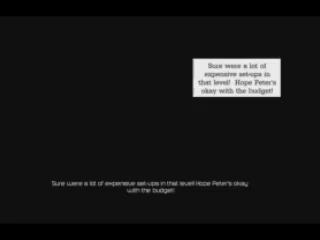 Sure were a lot of
expensive set-ups in
that level! Hope Peter's
okay with the budget!
Sure were a lot of expensive set-ups in that level! Hope Peter's okay
with the budget!